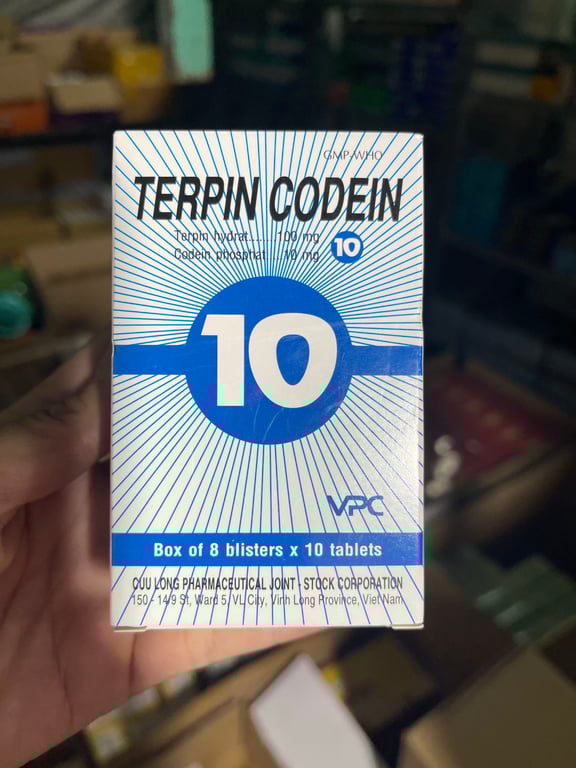 GMP-WHO
TERPIN CODEIN
Terpin hydrat.......100 mg
Codein phosphat....10 mg
10
10
VPC
Box of 8 blisters x 10 tablets
CUU LONG PHARMACEUTICAL JOINT - STOCK CORPORATION
150 - 14/9 St, Ward 5, VL City, Vinh Long Province, Viet Nam